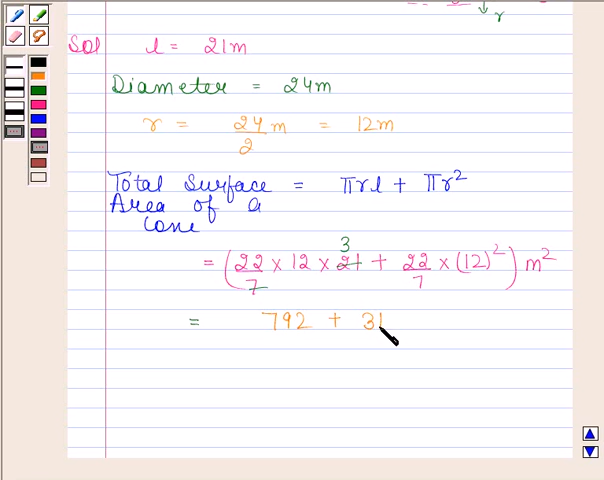 r
Sol l = 21m
Diameter = 24m
r = 24/2 m = 12m
Total Surface = πrl + πr²
Area of a
Cone
= (22/7 × 12 × 21 3 + 22/7 × (12)²) m²
= 792 + 31